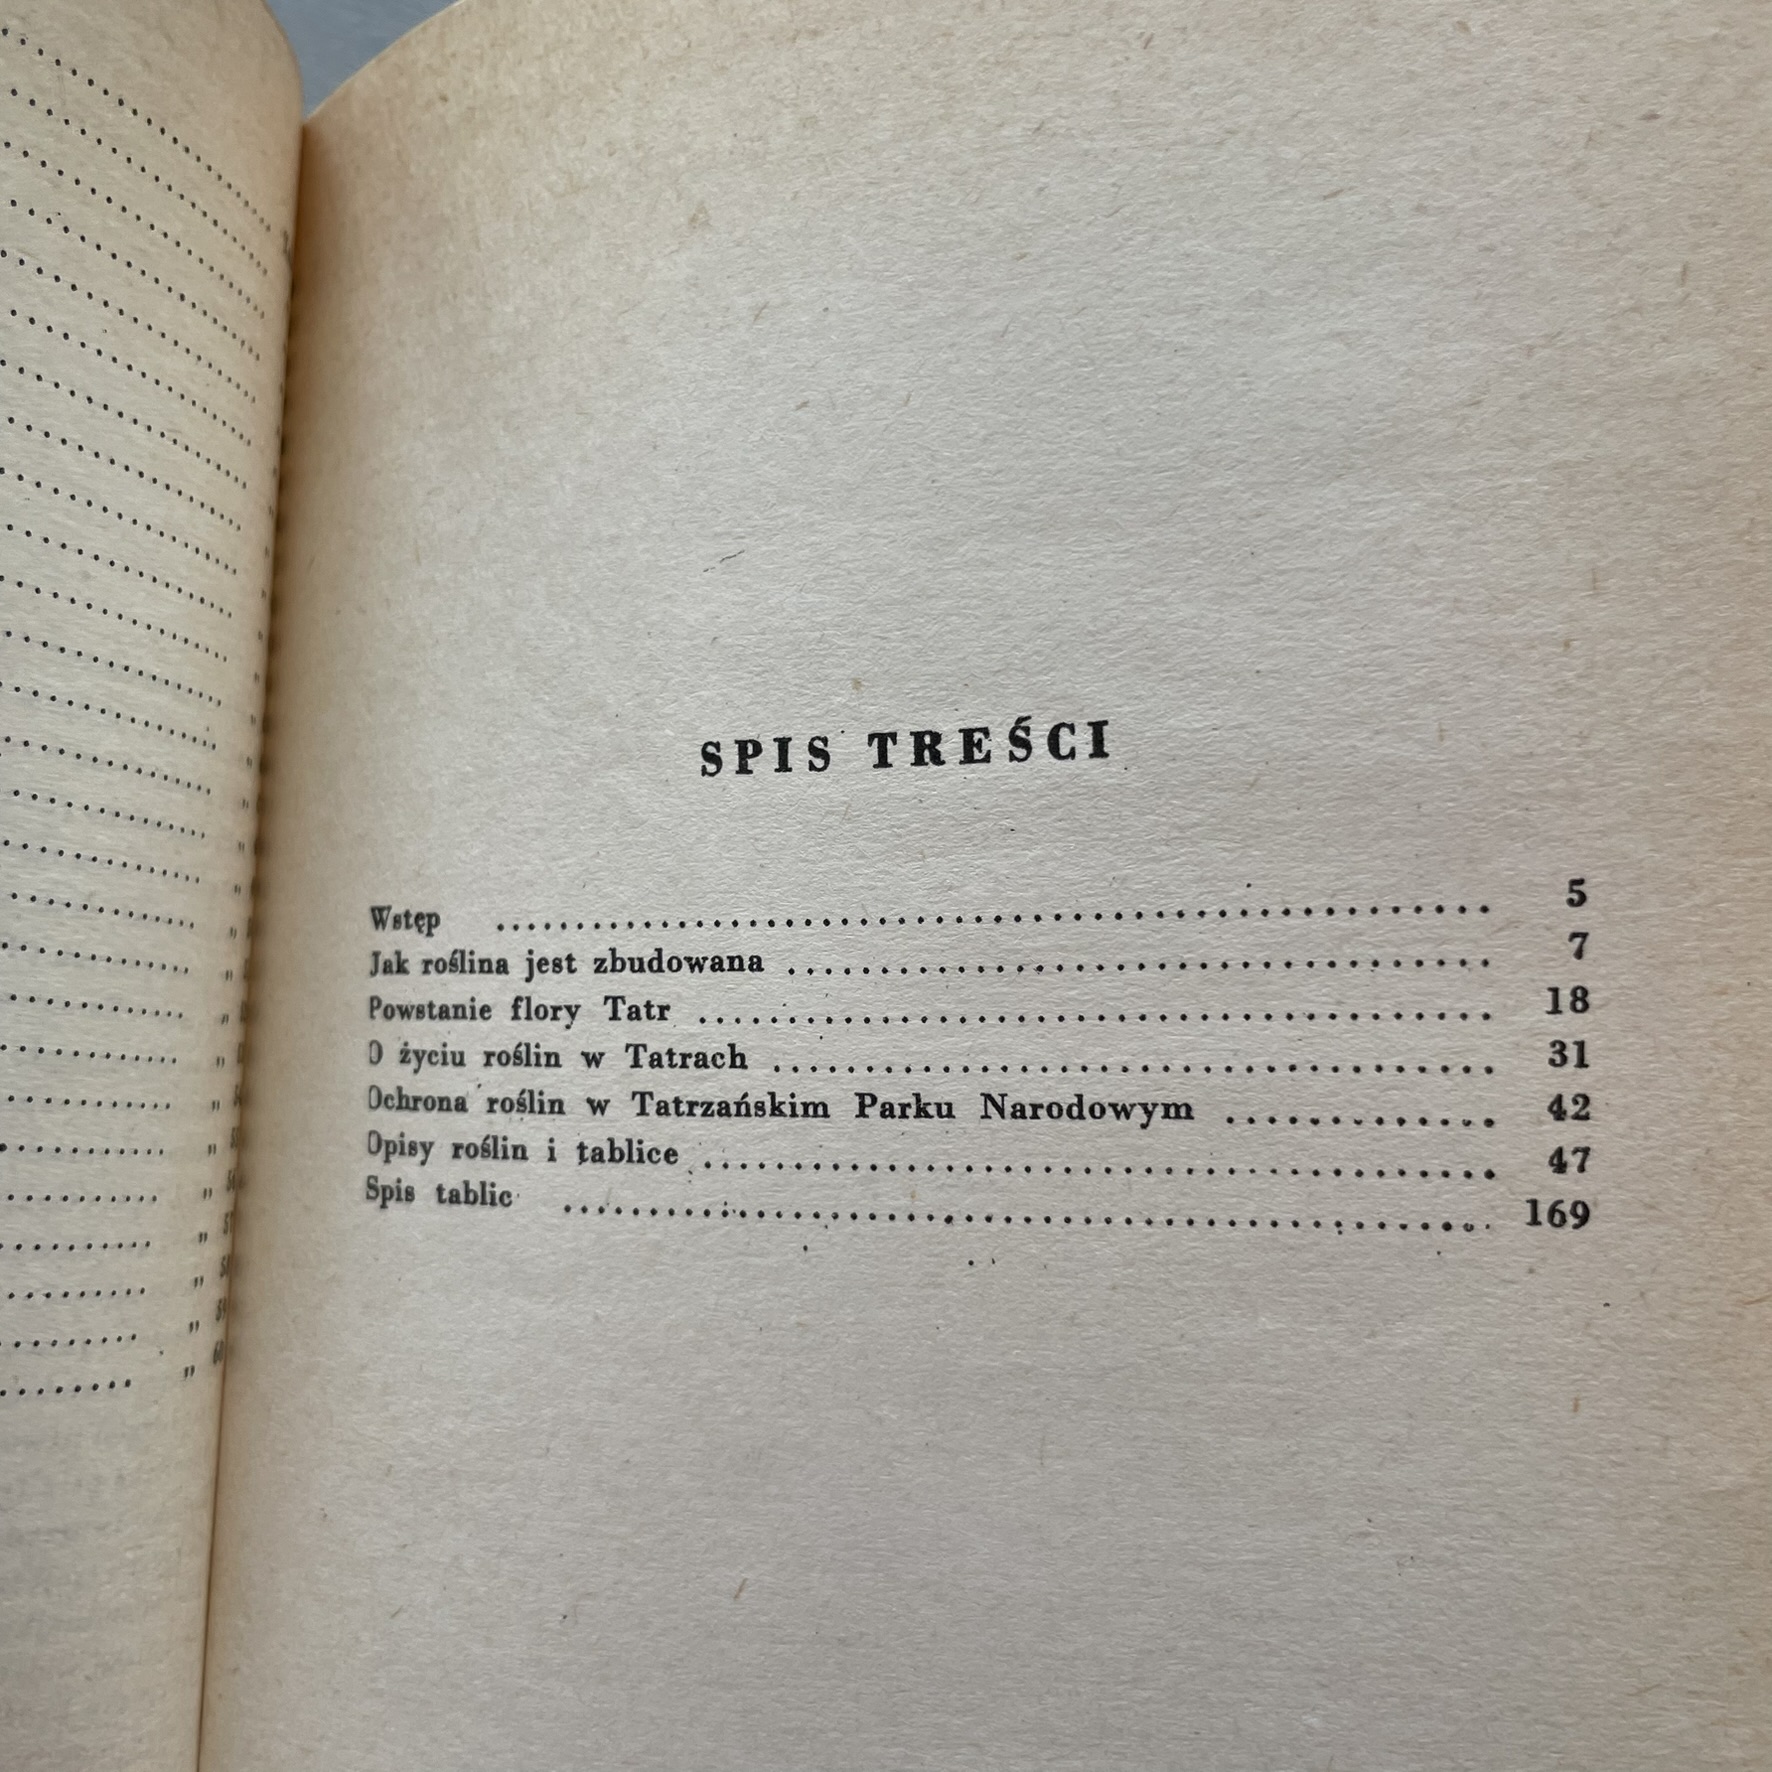 SPIS TREŚCI
Wstęp ........................................ 5
Jak roślina jest zbudowana ........................................ 7
Powstanie flory Tatr ........................................ 18
O życiu roślin w Tatrach ........................................ 31
Ochrona roślin w Tatrzańskim Parku Narodowym ............... 42
Opisy roślin i tablice ........................................ 47
Spis tablic ........................................ 169